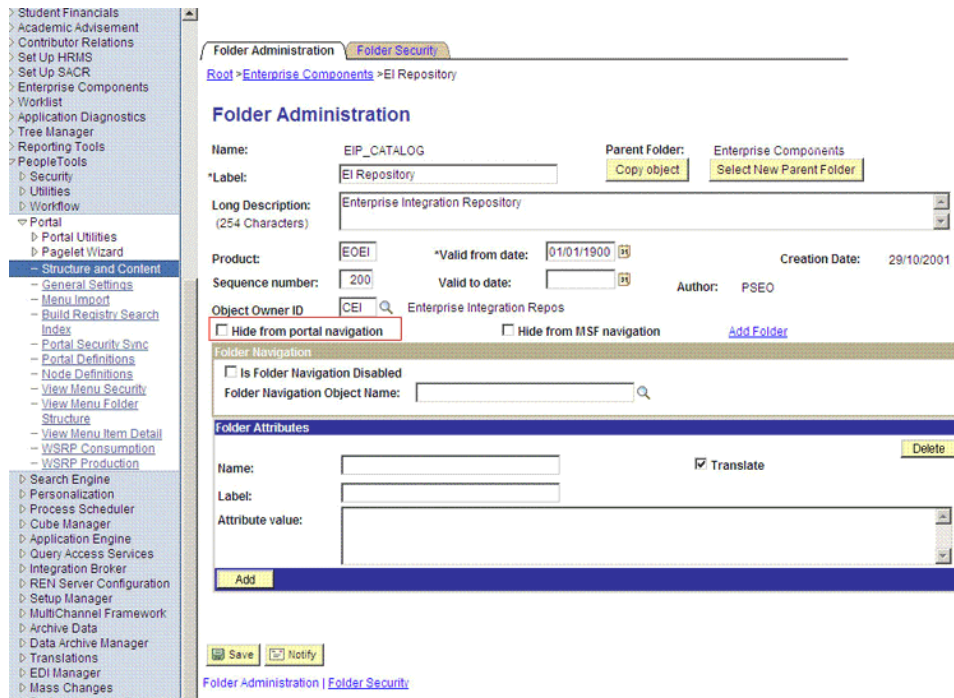 Student Financials
Academic Advisement
Contributor Relations
Set Up HRMS
Set Up SACR
Enterprise Components
Worklist
Application Diagnostics
Tree Manager
Reporting Tools
PeopleTools
Security
Utilities
Workflow
Portal
Portal Utilities
Pagelet Wizard
– Structure and Content
– General Settings
– Menu Import
– Build Registry Search
Index
– Portal Security Sync
– Portal Definitions
– Node Definitions
– View Menu Security
– View Menu Folder
Structure
– View Menu Item Detail
– WSRP Consumption
– WSRP Production
Search Engine
Personalization
Process Scheduler
Cube Manager
Application Engine
Query Access Services
Integration Broker
REN Server Configuration
Setup Manager
MultiChannel Framework
Archive Data
Data Archive Manager
Translations
EDI Manager
Mass Changes
Folder Administration Folder Security
Root >Enterprise Components >EI Repository
Folder Administration
Name: EIP_CATALOG Parent Folder: Enterprise Components
*Label: EI Repository Copy object Select New Parent Folder
Long Description: Enterprise Integration Repository
(254 Characters)
Product: EOEI *Valid from date: 01/01/1900 Creation Date: 29/10/2001
Sequence number: 200 Valid to date: Author: PSEO
Object Owner ID CEI Enterprise Integration Repos
Hide from portal navigation Hide from MSF navigation Add Folder
Folder Navigation
Is Folder Navigation Disabled
Folder Navigation Object Name:
Folder Attributes
Delete
Name: Translate
Label:
Attribute value:
Add
Save Notify
Folder Administration | Folder Security